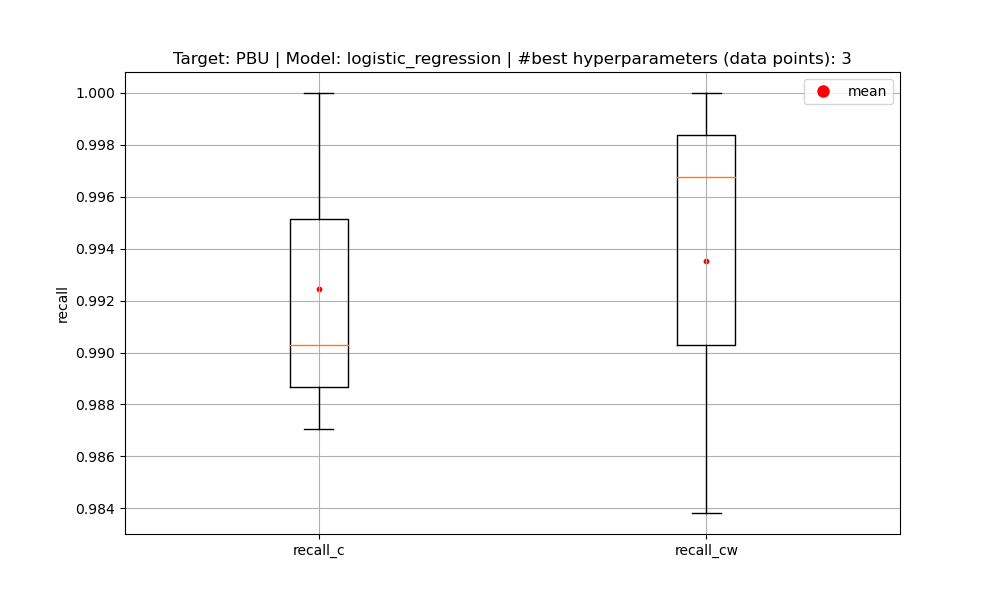 Target: PBU | Model: logistic_regression | #best hyperparameters (data points): 3
mean
1.000
0.998
0.996
0.994
0.992
0.990
0.988
0.986
0.984
recall
recall_c
recall_cw